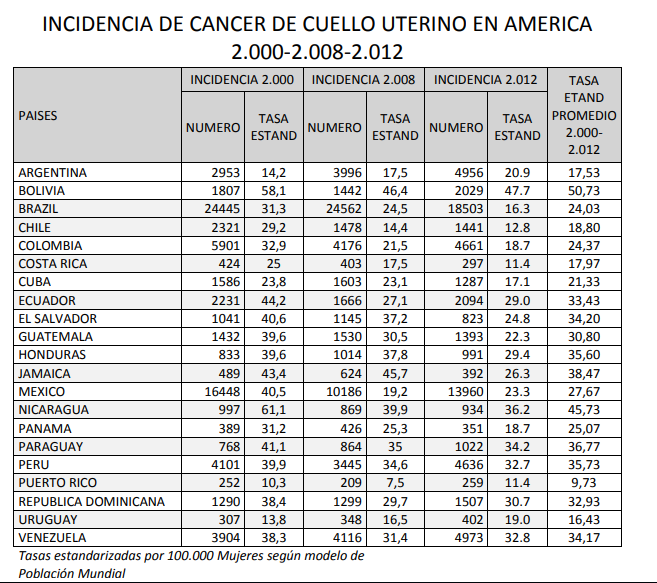 INCIDENCIA DE CANCER DE CUELLO UTERINO EN AMERICA
2.000-2.008-2.012
PAISES INCIDENCIA 2.000 INCIDENCIA 2.008 INCIDENCIA 2.012 TASA ETAND PROMEDIO 2.000-2.012
NUMERO TASA ESTAND NUMERO TASA ESTAND NUMERO TASA ESTAND
ARGENTINA 2953 14,2 3996 17,5 4956 20.9 17,53
BOLIVIA 1807 58,1 1442 46,4 2029 47.7 50,73
BRAZIL 24445 31,3 24562 24,5 18503 16.3 24,03
CHILE 2321 29,2 1478 14,4 1441 12.8 18,80
COLOMBIA 5901 32,9 4176 21,5 4661 18.7 24,37
COSTA RICA 424 25 403 17,5 297 11.4 17,97
CUBA 1586 23,8 1603 23,1 1287 17.1 21,33
ECUADOR 2231 44,2 1666 27,1 2094 29.0 33,43
EL SALVADOR 1041 40,6 1145 37,2 823 24.8 34,20
GUATEMALA 1432 39,6 1530 30,5 1393 22.3 30,80
HONDURAS 833 39,6 1014 37,8 991 29.4 35,60
JAMAICA 489 43,4 624 45,7 392 26.3 38,47
MEXICO 16448 40,5 10186 19,2 13960 23.3 27,67
NICARAGUA 997 61,1 869 39,9 934 36.2 45,73
PANAMA 389 31,2 426 25,3 351 18.7 25,07
PARAGUAY 768 41,1 864 35 1022 34.2 36,77
PERU 4101 39,9 3445 34,6 4636 32.7 35,73
PUERTO RICO 252 10,3 209 7,5 259 11.4 9,73
REPUBLICA DOMINICANA 1290 38,4 1299 29,7 1507 30.7 32,93
URUGUAY 307 13,8 348 16,5 402 19.0 16,43
VENEZUELA 3904 38,3 4116 31,4 4973 32.8 34,17
Tasas estandarizadas por 100.000 Mujeres según modelo de
Población Mundial